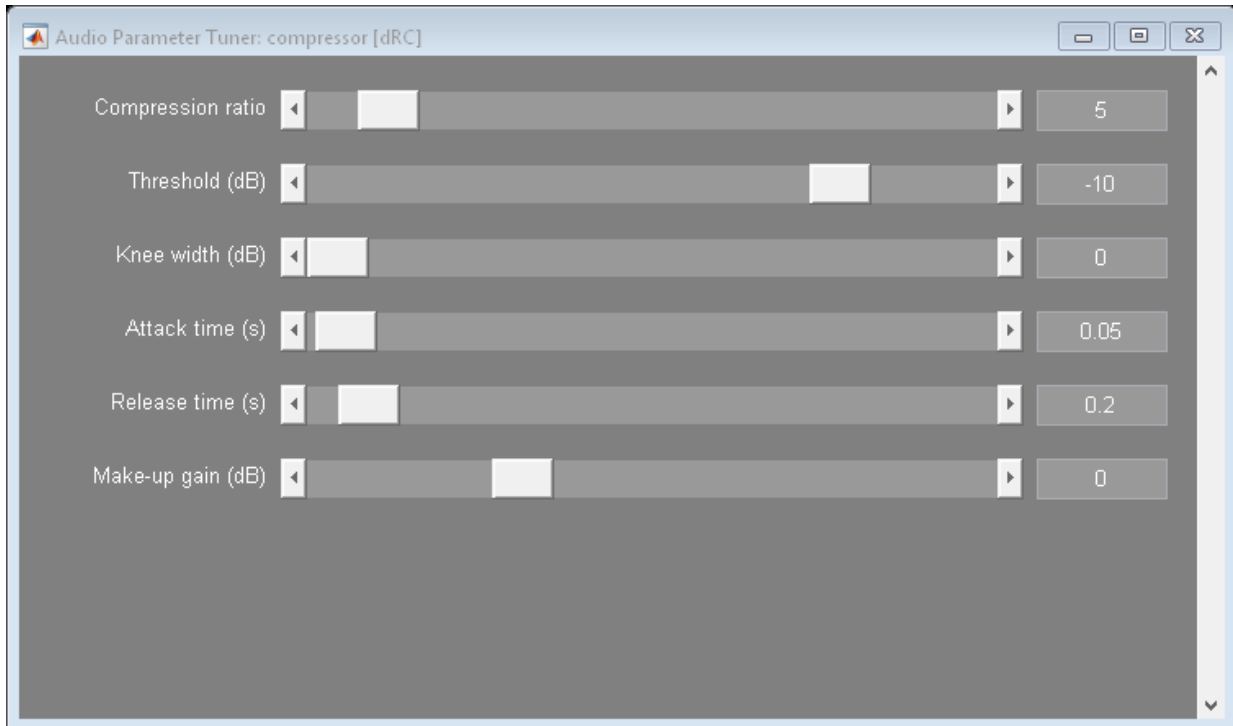 Audio Parameter Tuner: compressor [dRC]
Compression ratio 5
Threshold (dB) -10
Knee width (dB) 0
Attack time (s) 0.05
Release time (s) 0.2
Make-up gain (dB) 0